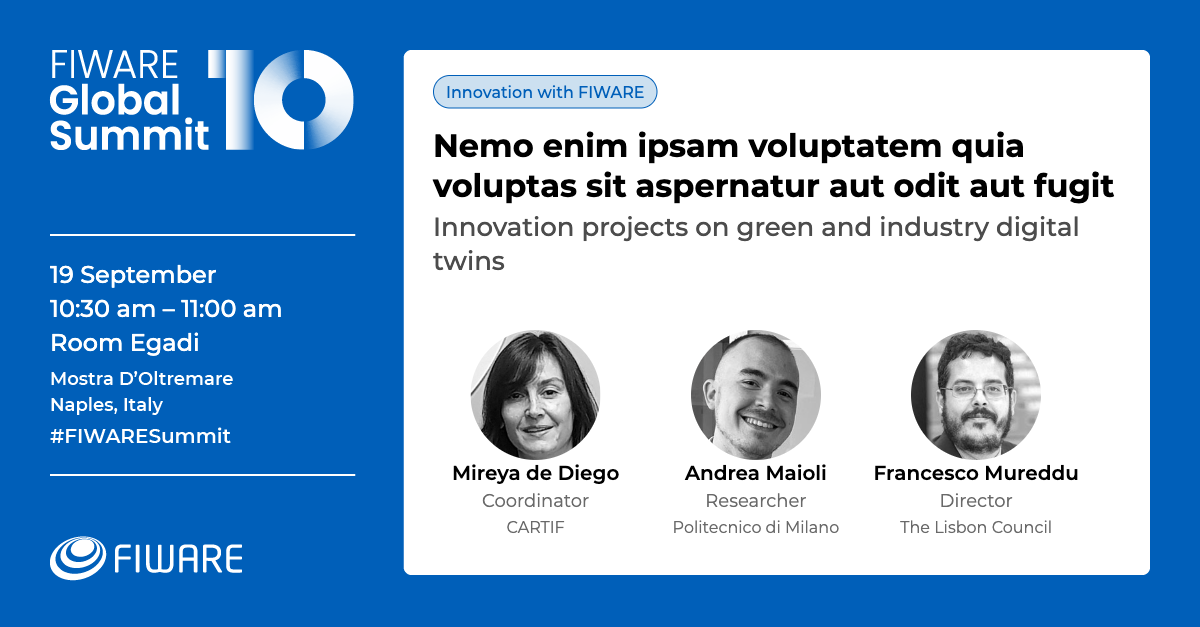 FIWARE
Global
Summit
10
19 September
10:30 am – 11:00 am
Room Egadi
Mostra D’Oltremare
Naples, Italy
#FIWARESummit
FIWARE
Innovation with FIWARE
Nemo enim ipsam voluptatem quia
voluptas sit aspernatur aut odit aut fugit
Innovation projects on green and industry digital
twins
Mireya de Diego
Coordinator
CARTIF
Andrea Maioli
Researcher
Politecnico di Milano
Francesco Mureddu
Director
The Lisbon Council